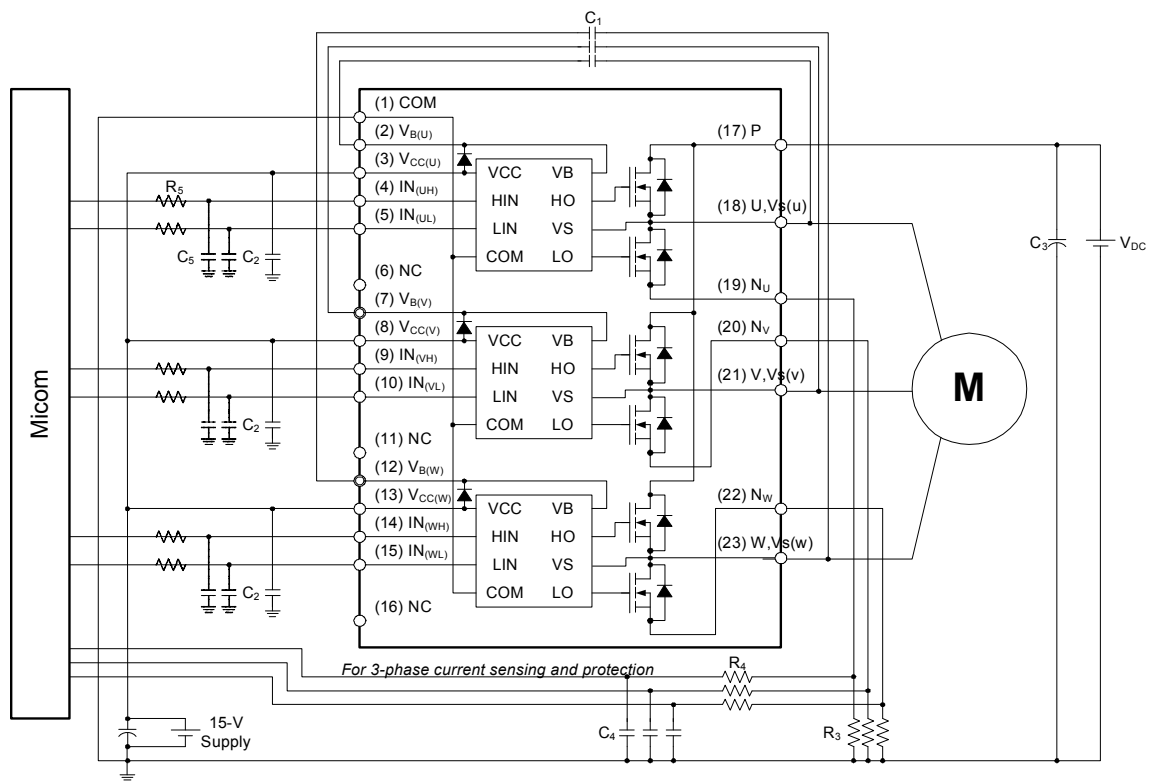 C1
Micom
(1) COM
(2) VB(U)
(3) VCC(U)
(4) IN(UH)
(5) IN(UL)
(6) NC
(7) VB(V)
(8) VCC(V)
(9) IN(VH)
(10) IN(VL)
(11) NC
(12) VB(W)
(13) VCC(W)
(14) IN(WH)
(15) IN(WL)
(16) NC
R5
C5
C2
C2
C2
VCC VB
HIN HO
LIN VS
COM LO
VCC VB
HIN HO
LIN VS
COM LO
VCC VB
HIN HO
LIN VS
COM LO
(17) P
(18) U,Vs(u)
(19) NU
(20) NV
(21) V,Vs(v)
(22) NW
(23) W,Vs(w)
C3
VDC
M
For 3-phase current sensing and protection
R4
C4
R3
15-V
Supply